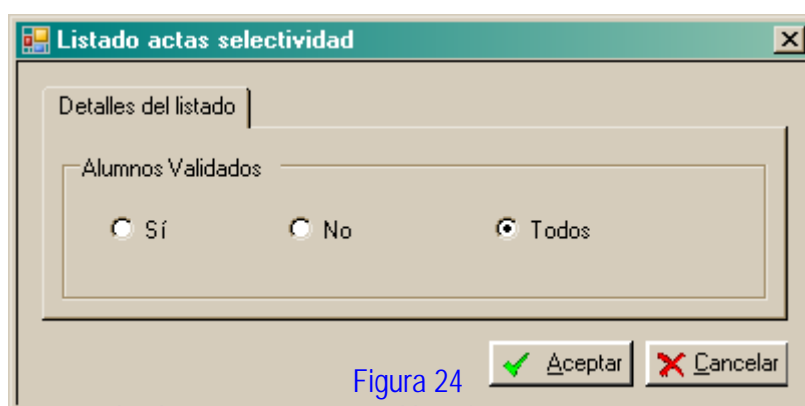 Listado actas selectividad
Detalles del listado
Alumnos Validados
Sí No Todos
Figura 24 Aceptar Cancelar